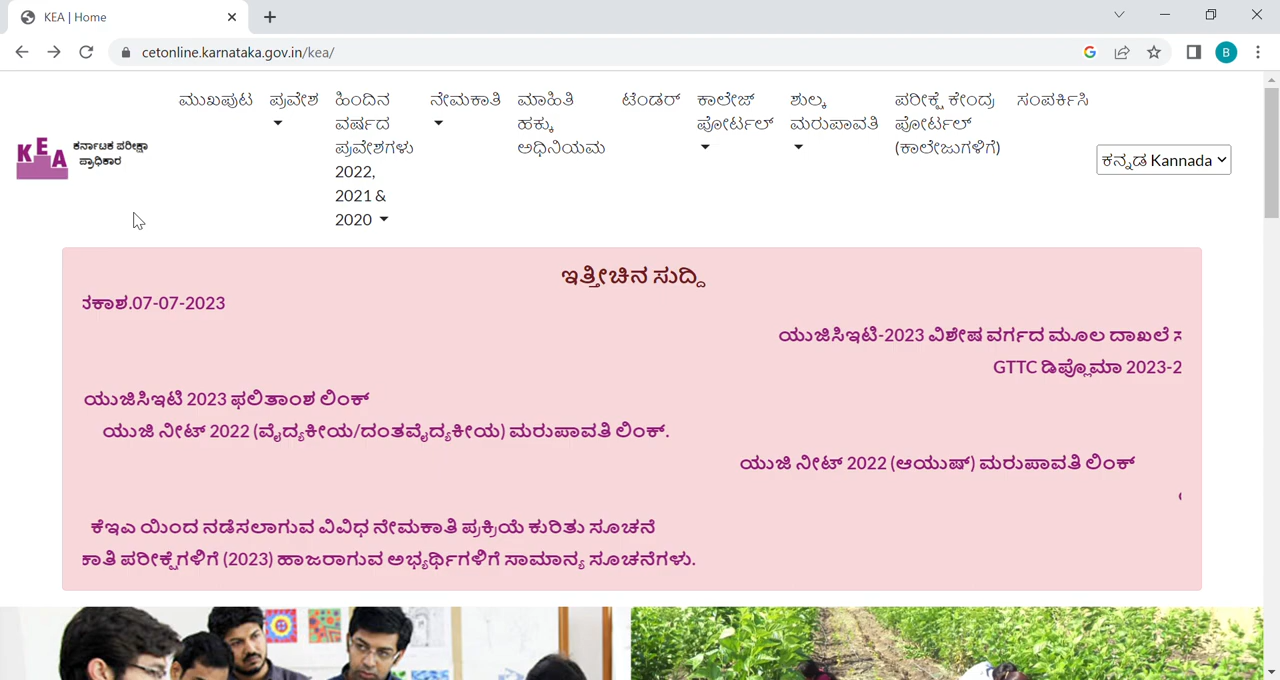 KEA | Home
cetonline.karnataka.gov.in/kea/
B
KEA
ಕರ್ನಾಟಕ ಪರೀಕ್ಷಾ
ಪ್ರಾಧಿಕಾರ
ಮುಖಪುಟ
ಪ್ರವೇಶ
ಹಿಂದಿನ
ವರ್ಷದ
ಪ್ರವೇಶಗಳು
2022,
2021 &
2020
ನೇಮಕಾತಿ
ಮಾಹಿತಿ
ಹಕ್ಕು
ಅಧಿನಿಯಮ
ಟೆಂಡರ್
ಕಾಲೇಜ್
ಪೋರ್ಟಲ್
ಶುಲ್ಕ
ಮರುಪಾವತಿ
ಪರೀಕ್ಷೆ ಕೇಂದ್ರ
ಪೋರ್ಟಲ್
(ಕಾಲೇಜುಗಳಿಗೆ)
ಸಂಪರ್ಕಿಸಿ
ಕನ್ನಡ Kannada
ಇತ್ತೀಚಿನ ಸುದ್ದಿ
07-07-2023
ಯುಜಿಸಿಇಟಿ-2023 ವಿಶೇಷ ವರ್ಗದ ಮೂಲ ದಾಖಲೆ
GTTC ಡಿಪ್ಲೊಮಾ 2023-2
ಯುಜಿಸಿಇಟಿ 2023 ಫಲಿತಾಂಶ ಲಿಂಕ್
ಯುಜಿ ನೀಟ್ 2022 (ವೈದ್ಯಕೀಯ/ದಂತವೈದ್ಯಕೀಯ) ಮರುಪಾವತಿ ಲಿಂಕ್.
ಯುಜಿ ನೀಟ್ 2022 (ಆಯುಷ್) ಮರುಪಾವತಿ ಲಿಂಕ್
ಕೆಇಎ ಯಿಂದ ನಡೆಸಲಾಗುವ ವಿವಿಧ ನೇಮಕಾತಿ ಪ್ರಕ್ರಿಯೆ ಕುರಿತು ಸೂಚನೆ
ಕಾತಿ ಪರೀಕ್ಷೆಗಳಿಗೆ (2023) ಹಾಜರಾಗುವ ಅಭ್ಯರ್ಥಿಗಳಿಗೆ ಸಾಮಾನ್ಯ ಸೂಚನೆಗಳು.